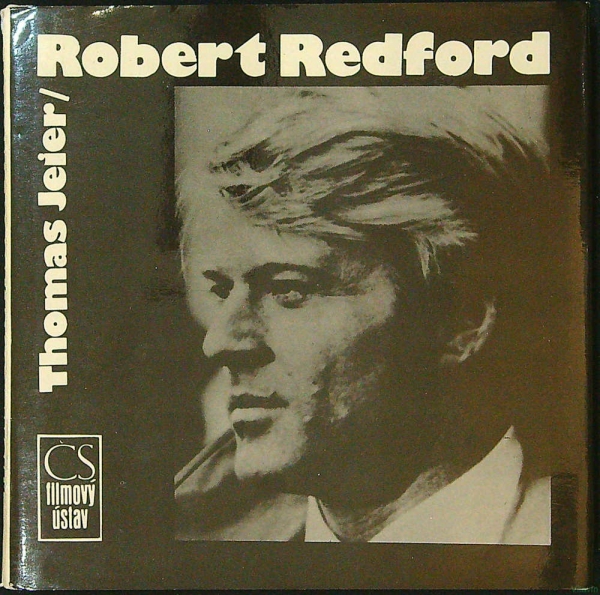 Robert Redford
Thomas Jeier/
ČS
filmový
ústav